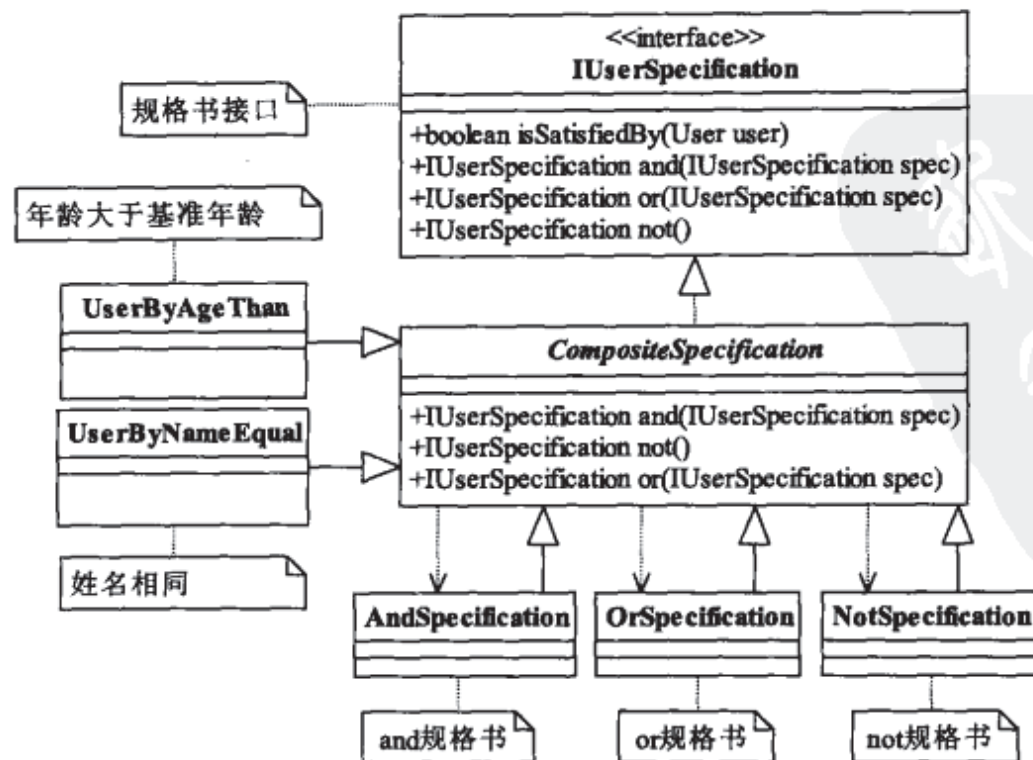 <<interface>>
IUserSpecification
规格书接口
+boolean isSatisfiedBy(User user)
+IUserSpecification and(IUserSpecification spec)
+IUserSpecification or(IUserSpecification spec)
+IUserSpecification not()
年龄大于基准年龄
UserByAgeThan
CompositeSpecification
+IUserSpecification and(IUserSpecification spec)
+IUserSpecification not()
+IUserSpecification or(IUserSpecification spec)
UserByNameEqual
姓名相同
AndSpecification
OrSpecification
NotSpecification
and规格书
or规格书
not规格书